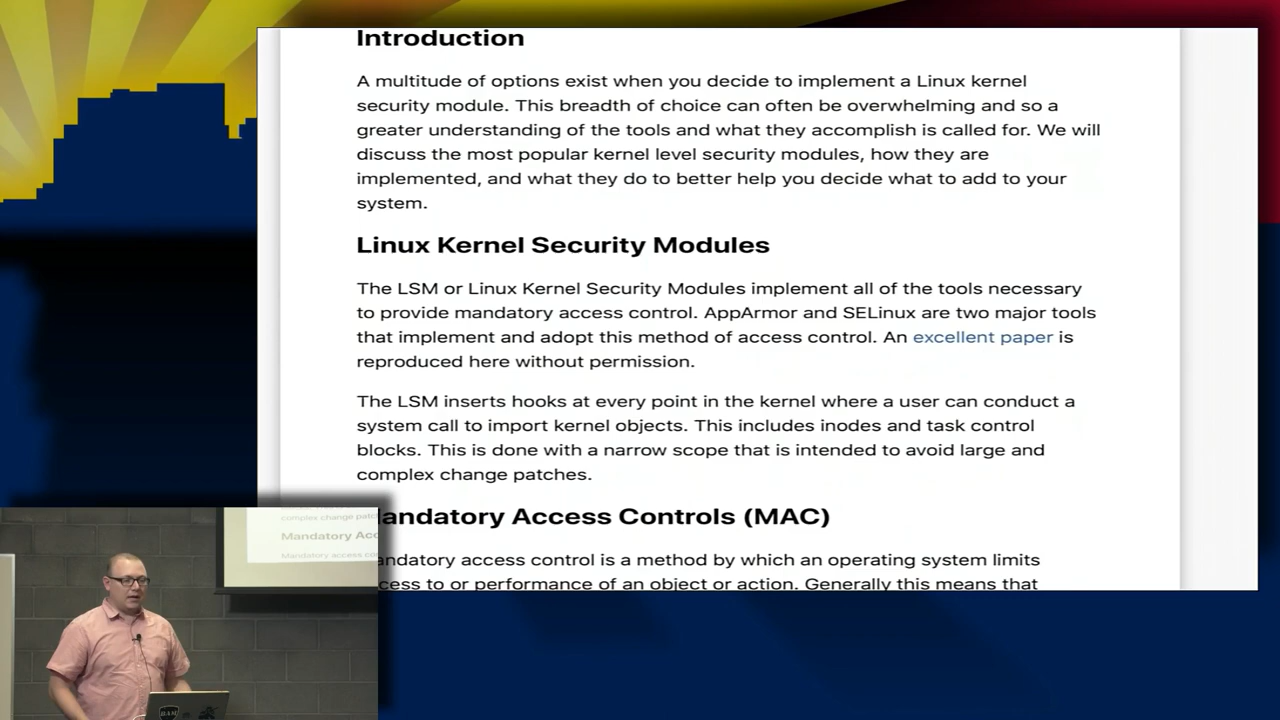 Introduction
A multitude of options exist when you decide to implement a Linux kernel
security module. This breadth of choice can often be overwhelming and so a
greater understanding of the tools and what they accomplish is called for. We will
discuss the most popular kernel level security modules, how they are
implemented, and what they do to better help you decide what to add to your
system.
Linux Kernel Security Modules
The LSM or Linux Kernel Security Modules implement all of the tools necessary
to provide mandatory access control. AppArmor and SELinux are two major tools
that implement and adopt this method of access control. An excellent paper is
reproduced here without permission.
The LSM inserts hooks at every point in the kernel where a user can conduct a
system call to import kernel objects. This includes inodes and task control
blocks. This is done with a narrow scope that is intended to avoid large and
complex change patches.
andatory Access Controls (MAC)
andatory access control is a method by which an operating system limits
cess to or performance of an object or action. Generally this means that
complex change patc
Mandatory Acc
Mandatory access co